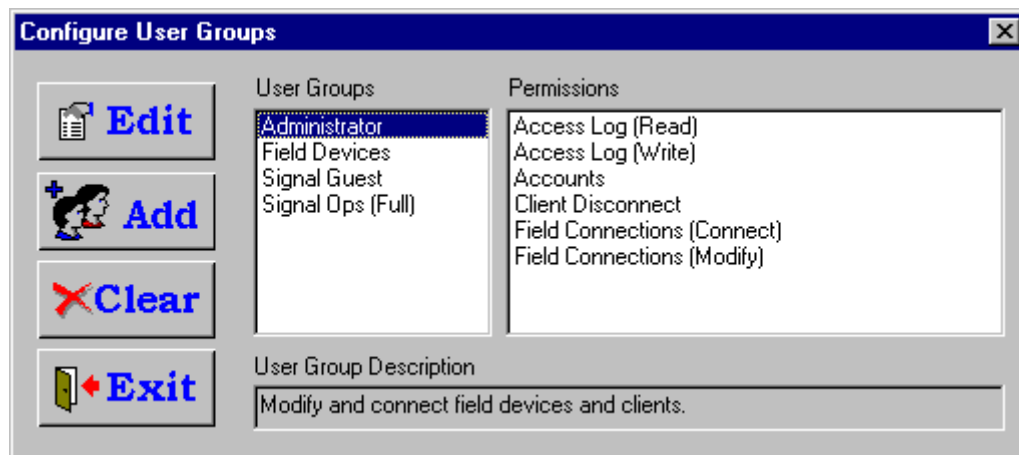 Configure User Groups
User Groups
Permissions
Edit
Add
Clear
Exit
Administrator
Field Devices
Signal Guest
Signal Ops (Full)
Access Log (Read)
Access Log (Write)
Accounts
Client Disconnect
Field Connections (Connect)
Field Connections (Modify)
User Group Description
Modify and connect field devices and clients.